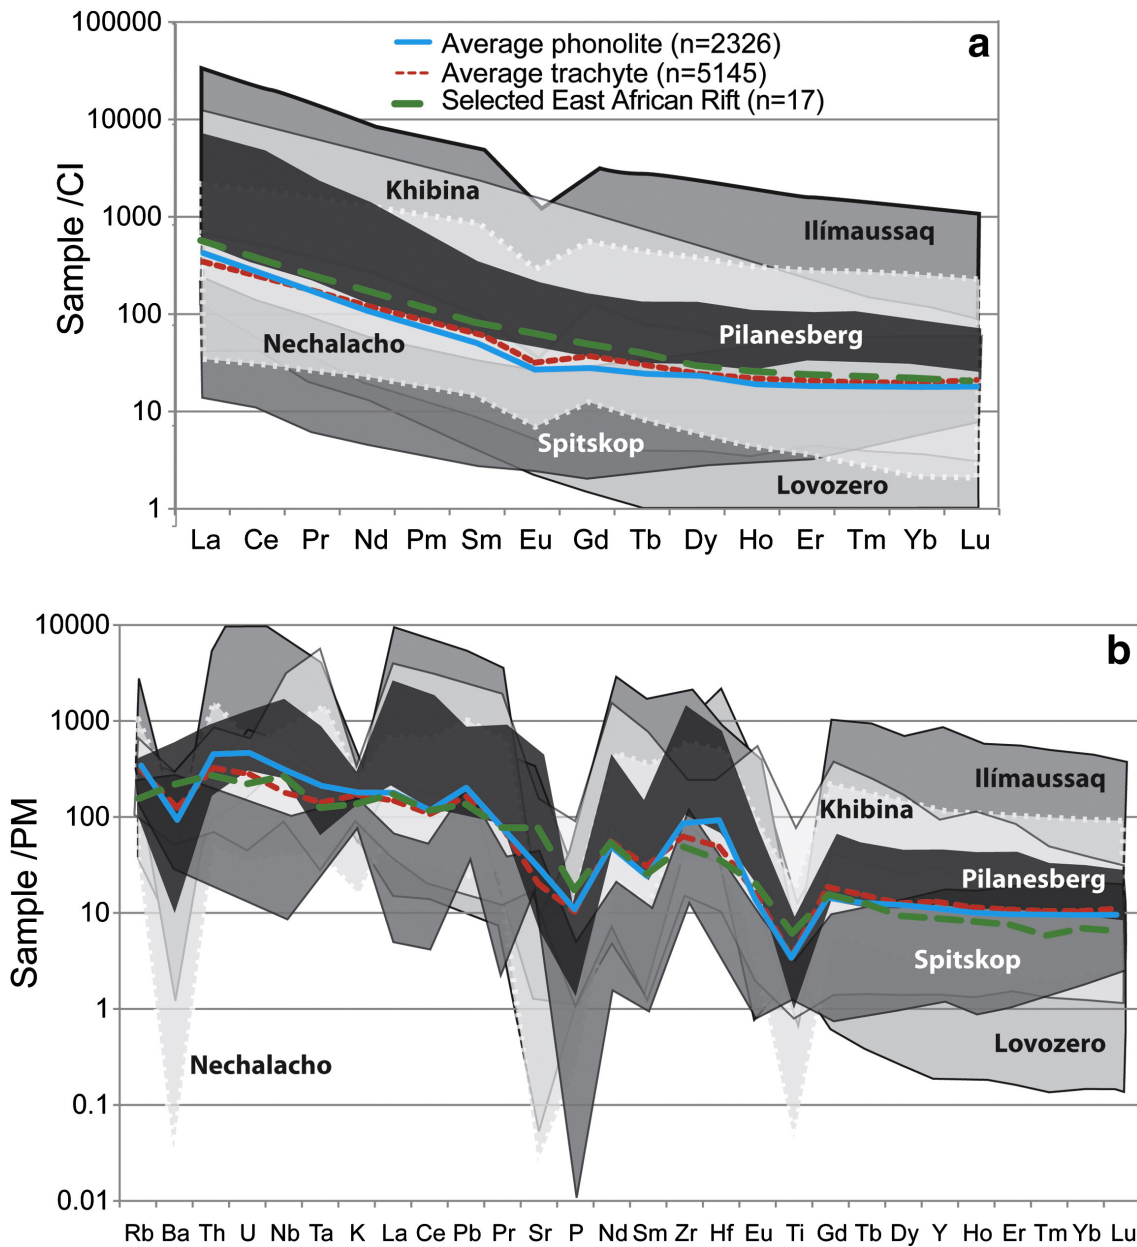 100000
10000
1000
100
10
1
Sample /CI
a
Average phonolite (n=2326)
Average trachyte (n=5145)
Selected East African Rift (n=17)
Khibina
Ilímaussaq
Pilanesberg
Nechalacho
Spitskop
Lovozero
La Ce Pr Nd Pm Sm Eu Gd Tb Dy Ho Er Tm Yb Lu
10000
1000
100
10
1
0.1
0.01
Sample /PM
b
Ilímaussaq
Khibina
Pilanesberg
Spitskop
Lovozero
Nechalacho
Rb Ba Th U Nb Ta K La Ce Pb Pr Sr P Nd Sm Zr Hf Eu Ti Gd Tb Dy Y Ho Er Tm Yb Lu